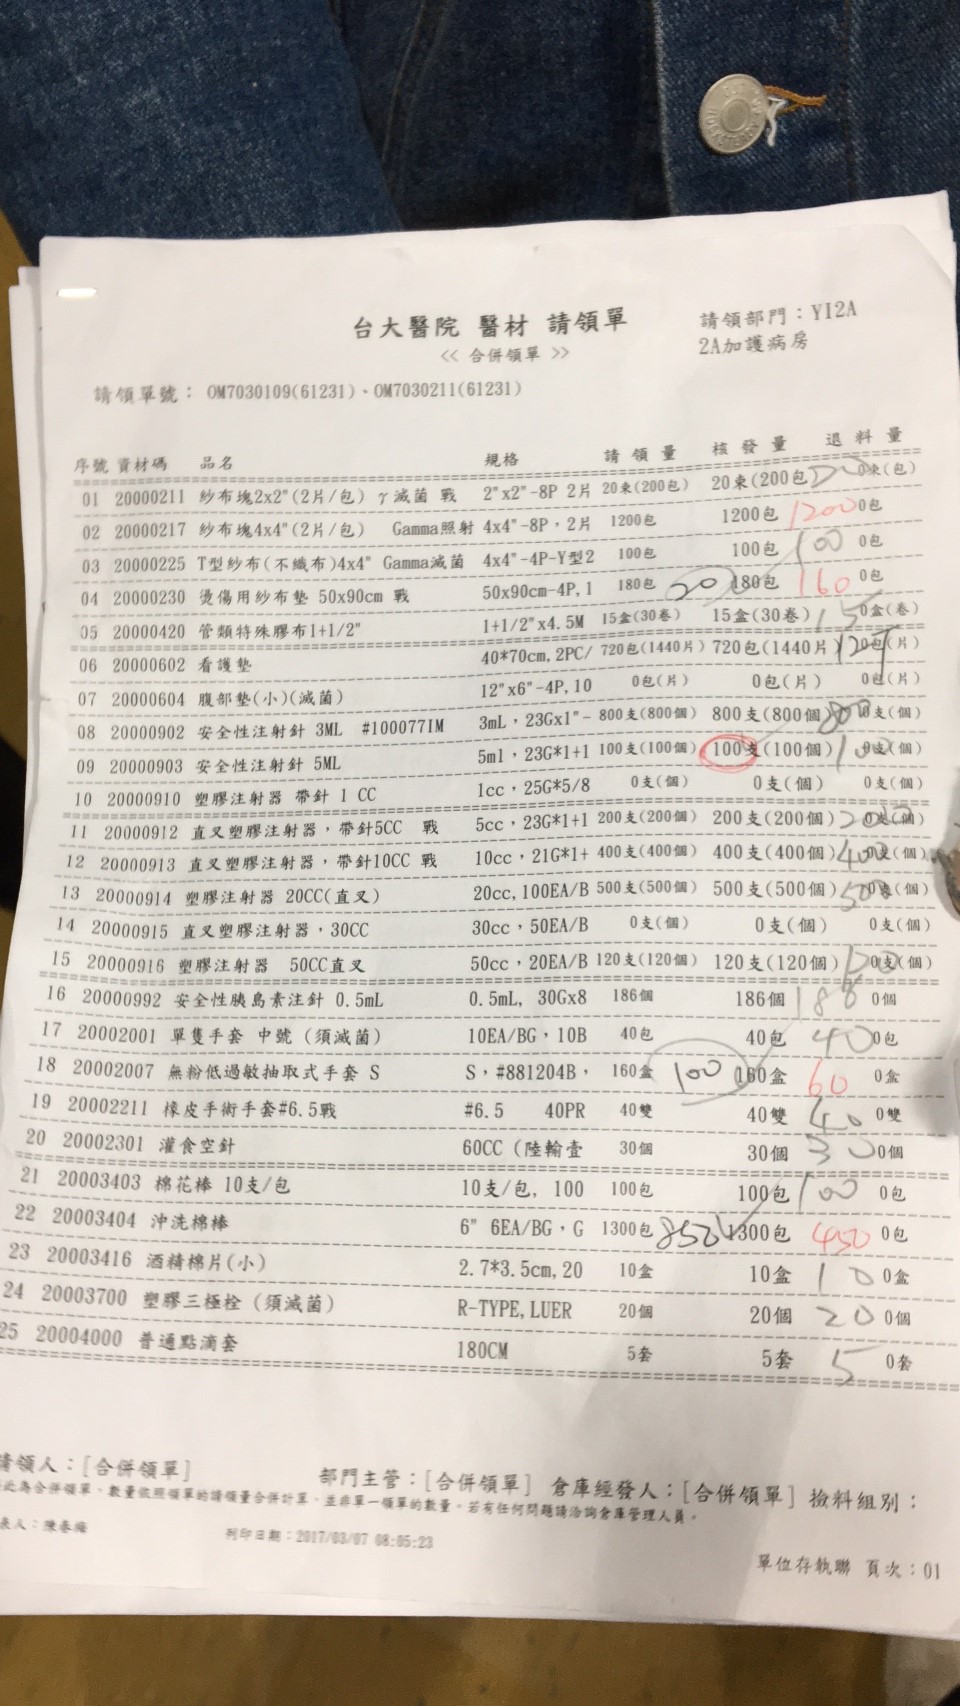 台大醫院 醫材 請領單
<< 合併領單 >>
請領部門：YI2A
2A加護病房
請領單號： OM7030109(61231)、OM7030211(61231)
序號 資材碼 品名 規格 請領量 核發量 退料量
01 20000211 紗布塊2x2"(2片/包) γ滅菌 戰 2"x2"-8P 2片 20束(200包) 20束(200包 0束(包)
02 20000217 紗布塊4x4"(2片/包) Gamma照射 4x4"-8P，2片 1200包 1200包 1200 0包
03 20000225 T型紗布(不織布)4x4" Gamma滅菌 4x4"-4P-Y型2 100包 100包 100 0包
04 20000230 燙傷用紗布墊 50x90cm 戰 50x90cm-4P,1 180包 20 180包 160 0包
05 20000420 管類特殊膠布1+1/2" 1+1/2"x4.5M 15盒(30卷) 15盒(30卷) 15 0盒(卷)
06 20000602 看護墊 40*70cm,2PC/ 720包(1440片) 720包(1440片) 0包(片)
07 20000604 腹部墊(小)(滅菌) 12"x6"-4P,10 0包(片) 0包(片) 0包(片)
08 20000902 安全性注射針 3ML #100077IM 3mL，23Gx1"- 800支(800個) 800支(800個) 800 0支(個)
09 20000903 安全性注射針 5ML 5ml，23G*1+1 100支(100個) 100支(100個) 100 0支(個)
10 20000910 塑膠注射器 帶針 1 CC 1cc，25G*5/8 0支(個) 0支(個) 0支(個)
11 20000912 直叉塑膠注射器，帶針5CC 戰 5cc，23G*1+1 200支(200個) 200支(200個) 200 0支(個)
12 20000913 直叉塑膠注射器，帶針10CC 戰 10cc，21G*1+ 400支(400個) 400支(400個) 400 0支(個)
13 20000914 塑膠注射器 20CC(直叉) 20cc,100EA/B 500支(500個) 500支(500個) 500 0支(個)
14 20000915 直叉塑膠注射器，30CC 30cc，50EA/B 0支(個) 0支(個) 0支(個)
15 20000916 塑膠注射器 50CC直叉 50cc，20EA/B 120支(120個) 120支(120個) 0支(個)
16 20000992 安全性胰島素注針 0.5mL 0.5mL, 30Gx8 186個 186個 186 0個
17 20002001 單隻手套 中號 (須滅菌) 10EA/BG，10B 40包 40包 40 0包
18 20002007 無粉低過敏抽取式手套 S S，#881204B， 160盒 100 160盒 60 0盒
19 20002211 橡皮手術手套#6.5戰 #6.5 40PR 40雙 40雙 40 0雙
20 20002301 灌食空針 60CC (陸輸壹 30個 30個 30 0個
21 20003403 棉花棒 10支/包 10支/包, 100 100包 100包 100 0包
22 20003404 沖洗棉棒 6" 6EA/BG，G 1300包 850 1300包 450 0包
23 20003416 酒精棉片(小) 2.7*3.5cm,20 10盒 10盒 10 0盒
24 20003700 塑膠三極栓 (須滅菌) R-TYPE,LUER 20個 20個 20 0個
25 20004000 普通點滴套 180CM 5套 5套 5 0套
請領人：[合併領單] 部門主管：[合併領單] 倉庫經發人：[合併領單] 撿料組別：
此為合併領單，數量依照領單的請領量合併計算，並非單一領單的數量。若有任何問題請洽詢倉庫管理人員。
表人：陳春梅 列印日期：2017/03/07 08:05:23
單位存執聯 頁次：01